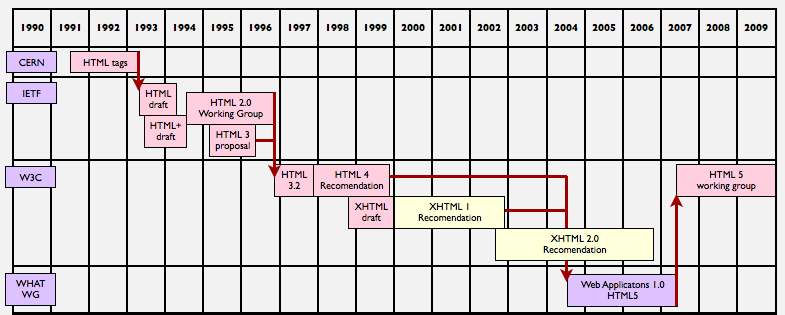 1990 1991 1992 1993 1994 1995 1996 1997 1998 1999 2000 2001 2002 2003 2004 2005 2006 2007 2008 2009
CERN
HTML tags
IETF
HTML
draft
HTML 2.0
Working Group
HTML+
draft
HTML 3
proposal
W3C
HTML
3.2
HTML 4
Recomendation
HTML 5
working group
XHTML
draft
XHTML 1
Recomendation
XHTML 2.0
Recomendation
WHAT
WG
Web Applicatons 1.0
HTML5